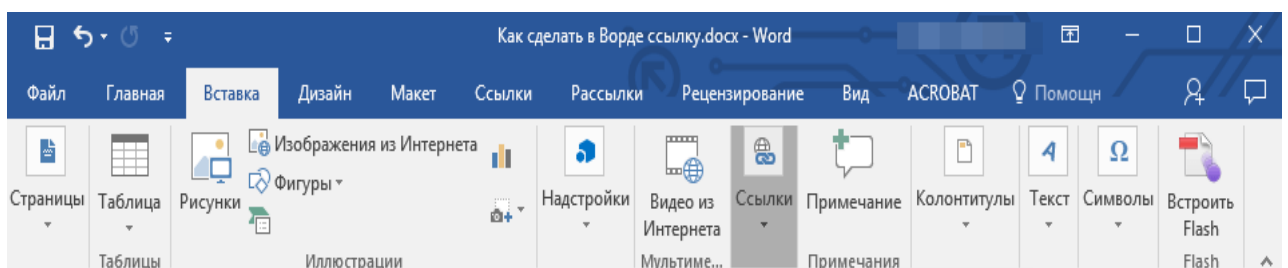 Как сделать в Ворде ссылку.docx - Word
Файл Главная Вставка Дизайн Макет Ссылки Рассылки Рецензирование Вид ACROBAT Помощн
Изображения из Интернета
Фигуры
Страницы Таблица Рисунки Надстройки Видео из Интернета Ссылки Примечание Колонтитулы Текст Символы Встроить Flash
Таблицы Иллюстрации Мультиме... Примечания Flash